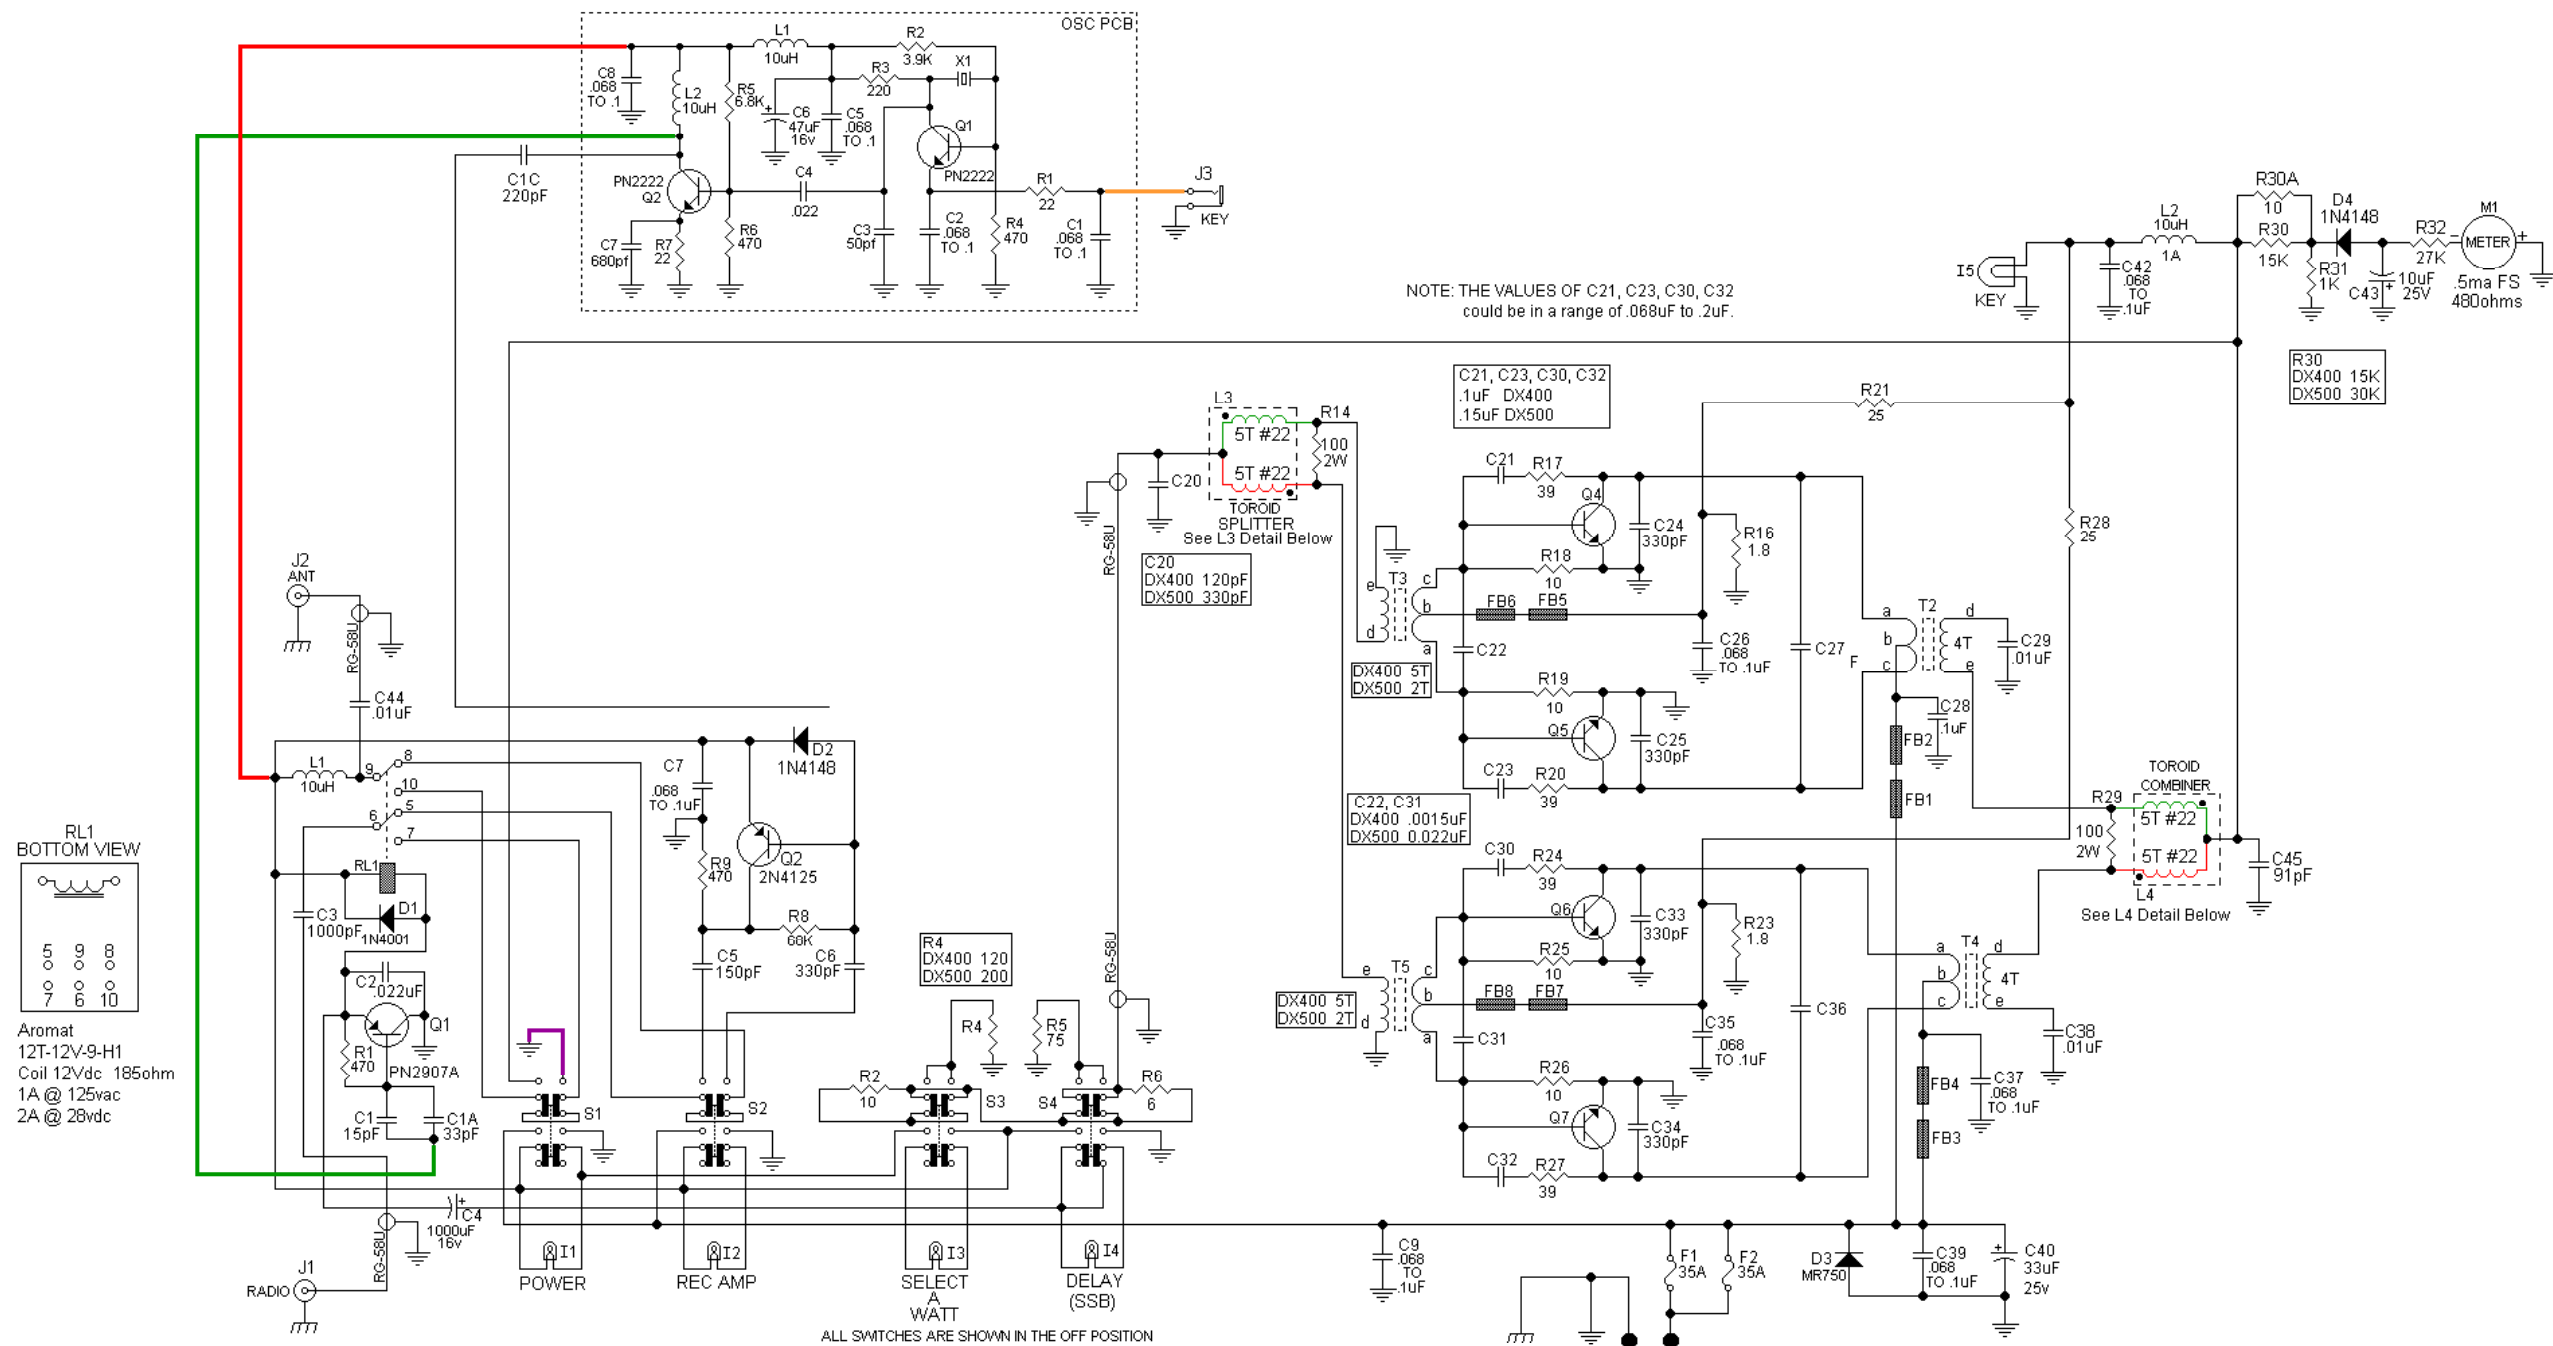 OSC PCB
L1
10uH
R2
3.9K
X1
R3
220
C8
.068
TO .1
L2
10uH
R5
6.8K
C6
47uF
16v
C5
.068
TO .1
Q1
PN2222
C1C
220pF
PN2222
Q2
C4
.022
R1
22
J3
KEY
C7
680pf
R7
22
R6
470
C3
50pf
C2
.068
TO .1
R4
470
C1
.068
TO .1
NOTE: THE VALUES OF C21, C23, C30, C32
could be in a range of .068uF to .2uF.
R30A
10
D4
1N4148
M1
METER
L2
10uH
1A
R30
15K
R32
27K
I5
KEY
C42
.068
TO
.1uF
R31
1K
C43
10uF
25V
.5ma FS
480ohms
R30
DX400 15K
DX500 30K
C21, C23, C30, C32
.1uF DX400
.15uF DX500
R21
25
L3
5T #22
5T #22
TOROID
SPLITTER
See L3 Detail Below
R14
100
2W
C20
RG-58U
C20
DX400 120pF
DX500 330pF
C21
R17
39
Q4
C24
330pF
R18
10
R16
1.8
R28
25
T3
e
d
c
b
a
FB6
FB5
DX400 5T
DX500 2T
C22
C26
.068
TO .1uF
C27
F
R19
10
Q5
C25
330pF
C23
R20
39
T2
a
b
c
d
e
4T
C29
.01uF
C28
.1uF
FB2
FB1
TOROID
COMBINER
R29
100
2W
5T #22
5T #22
L4
See L4 Detail Below
C45
91pF
J2
ANT
RG-58U
C44
.01uF
L1
10uH
9
8
10
5
6
7
RL1
D1
1N4001
C3
1000pF
C2
.022uF
Q1
R1
470
PN2907A
C1
15pF
C1A
33pF
RL1
BOTTOM VIEW
5 9 8
7 6 10
Aromat
12T-12V-9-H1
Coil 12Vdc 185ohm
1A @ 125vac
2A @ 28vdc
C7
.068
TO .1uF
D2
1N4148
Q2
2N4125
R9
470
R8
68K
C5
150pF
C6
330pF
C22, C31
DX400 .0015uF
DX500 0.022uF
C30
R24
39
Q6
C33
330pF
R25
10
R23
1.8
R4
DX400 120
DX500 200
R4
R5
75
RG-58U
DX400 5T
DX500 2T
T5
e
d
c
b
a
FB8
FB7
C31
C35
.068
TO .1uF
C36
R26
10
Q7
C34
330pF
C32
R27
39
T4
a
b
c
d
e
4T
C38
.01uF
FB4
FB3
C37
.068
TO .1uF
S1
S2
R2
10
S3
S4
R6
6
C4
1000uF
16v
RG-58U
J1
RADIO
I1
POWER
I2
REC AMP
I3
SELECT
A
WATT
I4
DELAY
(SSB)
ALL SWITCHES ARE SHOWN IN THE OFF POSITION
C9
.068
TO
.1uF
F1
35A
F2
35A
D3
MR750
C39
.068
TO .1uF
C40
33uF
25v